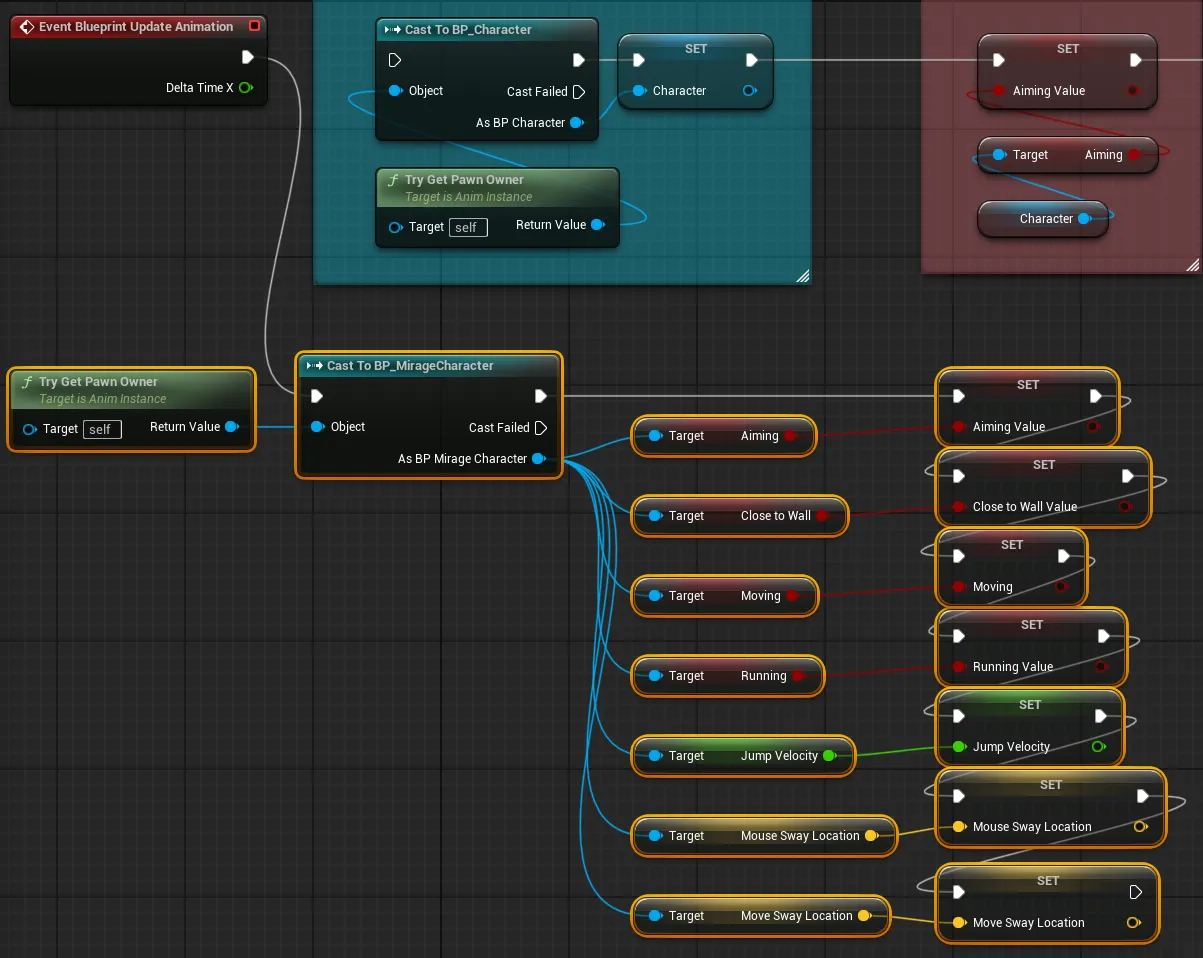 Event Blueprint Update Animation
Delta Time X
Cast To BP_Character
Object
Cast Failed
As BP Character
SET
Character
Try Get Pawn Owner
Target is Anim Instance
Target self
Return Value
SET
Aiming Value
Target Aiming
Character
Try Get Pawn Owner
Target is Anim Instance
Target self
Return Value
Cast To BP_MirageCharacter
Object
Cast Failed
As BP Mirage Character
Target Aiming
SET
Aiming Value
Target Close to Wall
SET
Close to Wall Value
Target Moving
SET
Moving
Target Running
SET
Running Value
Target Jump Velocity
SET
Jump Velocity
Target Mouse Sway Location
SET
Mouse Sway Location
Target Move Sway Location
SET
Move Sway Location